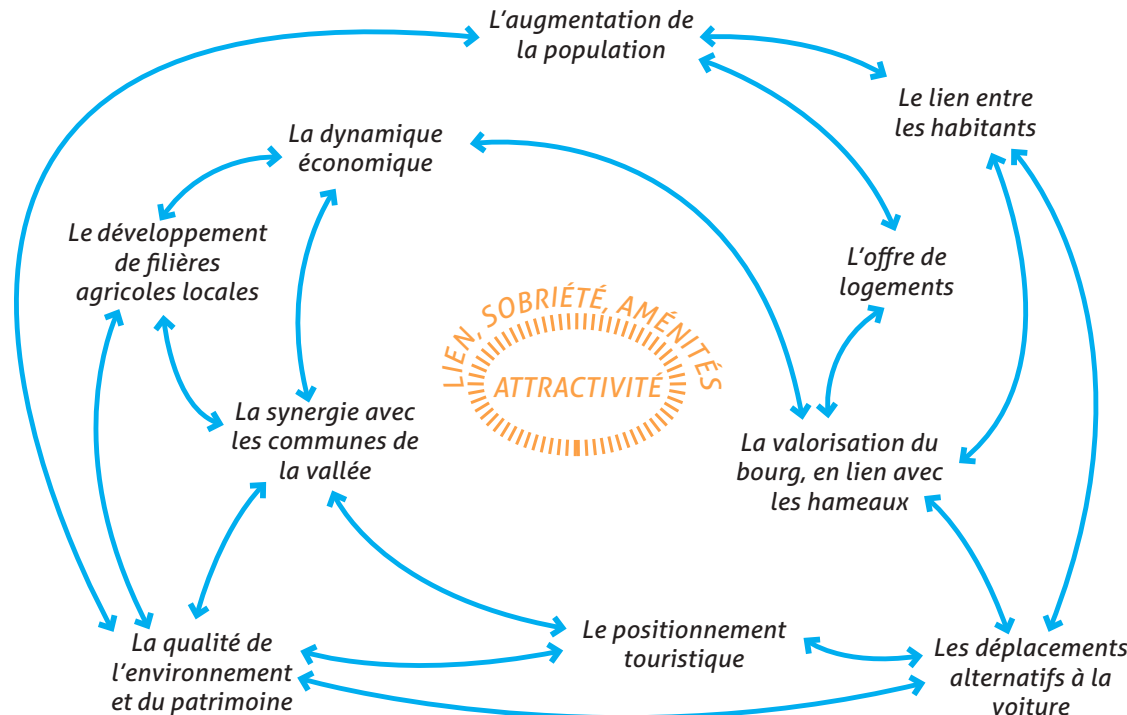 L'augmentation de
la population
Le lien entre
les habitants
La dynamique
économique
Le développement
de filières
agricoles locales
L'offre de
logements
LIEN, SOBRIÉTÉ, AMÉNITÉS
ATTRACTIVITÉ
La synergie avec
les communes de
la vallée
La valorisation du
bourg, en lien avec
les hameaux
La qualité de
l'environnement
et du patrimoine
Le positionnement
touristique
Les déplacements
alternatifs à la
voiture